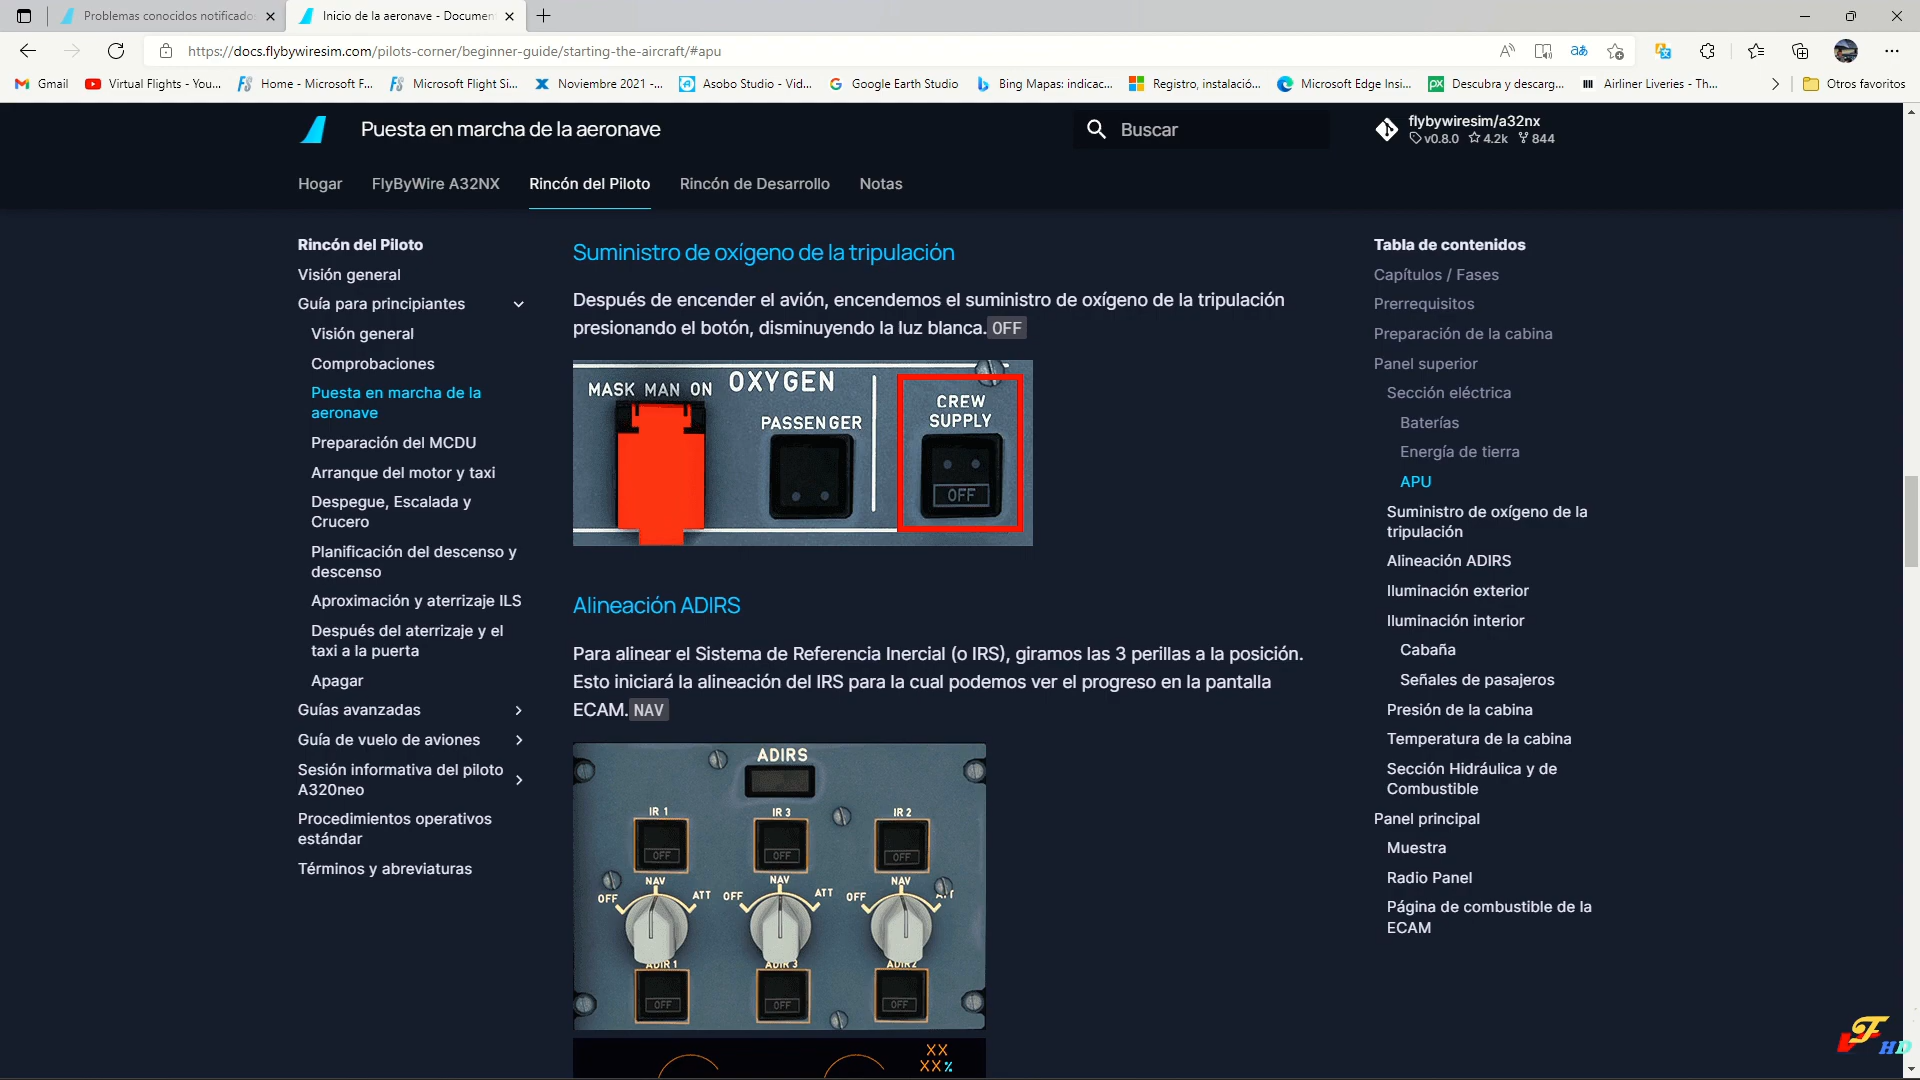 Problemas conocidos notificados
Inicio de la aeronave - Documen
https://docs.flybywiresim.com/pilots-corner/beginner-guide/starting-the-aircraft/#apu
Gmail
Virtual Flights - You...
Home - Microsoft F...
Microsoft Flight Si...
Noviembre 2021 -...
Asobo Studio - Vid...
Google Earth Studio
Bing Mapas: indicac...
Registro, instalació...
Microsoft Edge Insi...
Descubra y descarg...
Airliner Liveries - Th...
Otros favoritos
Puesta en marcha de la aeronave
Buscar
flybywiresim/a32nx
v0.8.0 4.2k 844
Hogar
FlyByWire A32NX
Rincón del Piloto
Rincón de Desarrollo
Notas
Rincón del Piloto
Visión general
Guía para principiantes
Visión general
Comprobaciones
Puesta en marcha de la
aeronave
Preparación del MCDU
Arranque del motor y taxi
Despegue, Escalada y
Crucero
Planificación del descenso y
descenso
Aproximación y aterrizaje ILS
Después del aterrizaje y el
taxi a la puerta
Apagar
Guías avanzadas
Guía de vuelo de aviones
Sesión informativa del piloto
A320neo
Procedimientos operativos
estándar
Términos y abreviaturas
Suministro de oxígeno de la tripulación
Después de encender el avión, encendemos el suministro de oxígeno de la tripulación
presionando el botón, disminuyendo la luz blanca. OFF
MASK MAN ON
OXYGEN
PASSENGER
CREW
SUPPLY
OFF
Alineación ADIRS
Para alinear el Sistema de Referencia Inercial (o IRS), giramos las 3 perillas a la posición.
Esto iniciará la alineación del IRS para la cual podemos ver el progreso en la pantalla
ECAM. NAV
ADIRS
IR 1
IR 3
IR 2
OFF
OFF
OFF
NAV
NAV
NAV
OFF
ATT
OFF
ATT
OFF
ADIR 1
ADIR 3
ADIR2
OFF
OFF
OFF
XX
XX%
Tabla de contenidos
Capítulos / Fases
Prerrequisitos
Preparación de la cabina
Panel superior
Sección eléctrica
Baterías
Energía de tierra
APU
Suministro de oxígeno de la
tripulación
Alineación ADIRS
Iluminación exterior
Iluminación interior
Cabaña
Señales de pasajeros
Presión de la cabina
Temperatura de la cabina
Sección Hidráulica y de
Combustible
Panel principal
Muestra
Radio Panel
Página de combustible de la
ECAM
VF HD